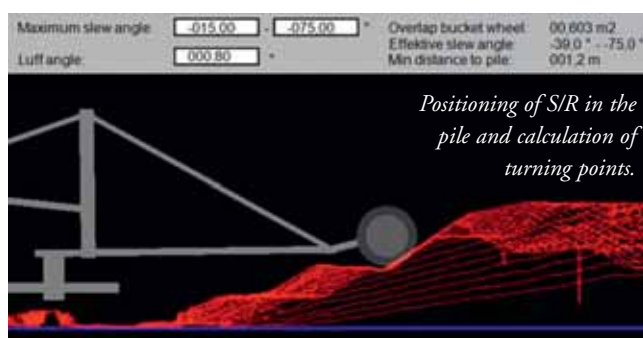 Maximum slew angle: -015.00 - -075.00 ° Overlap bucket wheel: 00,603 m2
Effektive slew angle -39,0 ° - -75,0 °
Luff angle: 000.80 ° Min distance to pile: 001,2 m
Positioning of S/R in the
pile and calculation of
turning points.